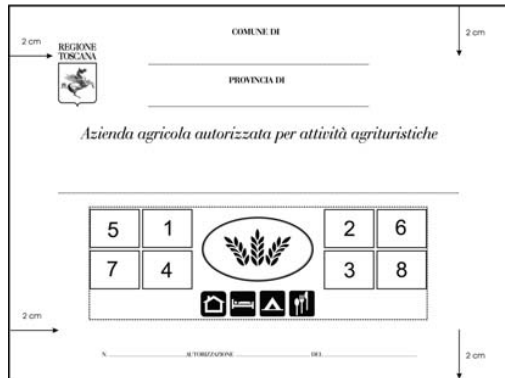 COMUNE DI
2 cm
2 cm
REGIONE
TOSCANA
PROVINCIA DI
Azienda agricola autorizzata per attività agrituristiche
5 1 2 6
7 4 3 8
2 cm
2 cm
N. AUTORIZZAZIONE DEL